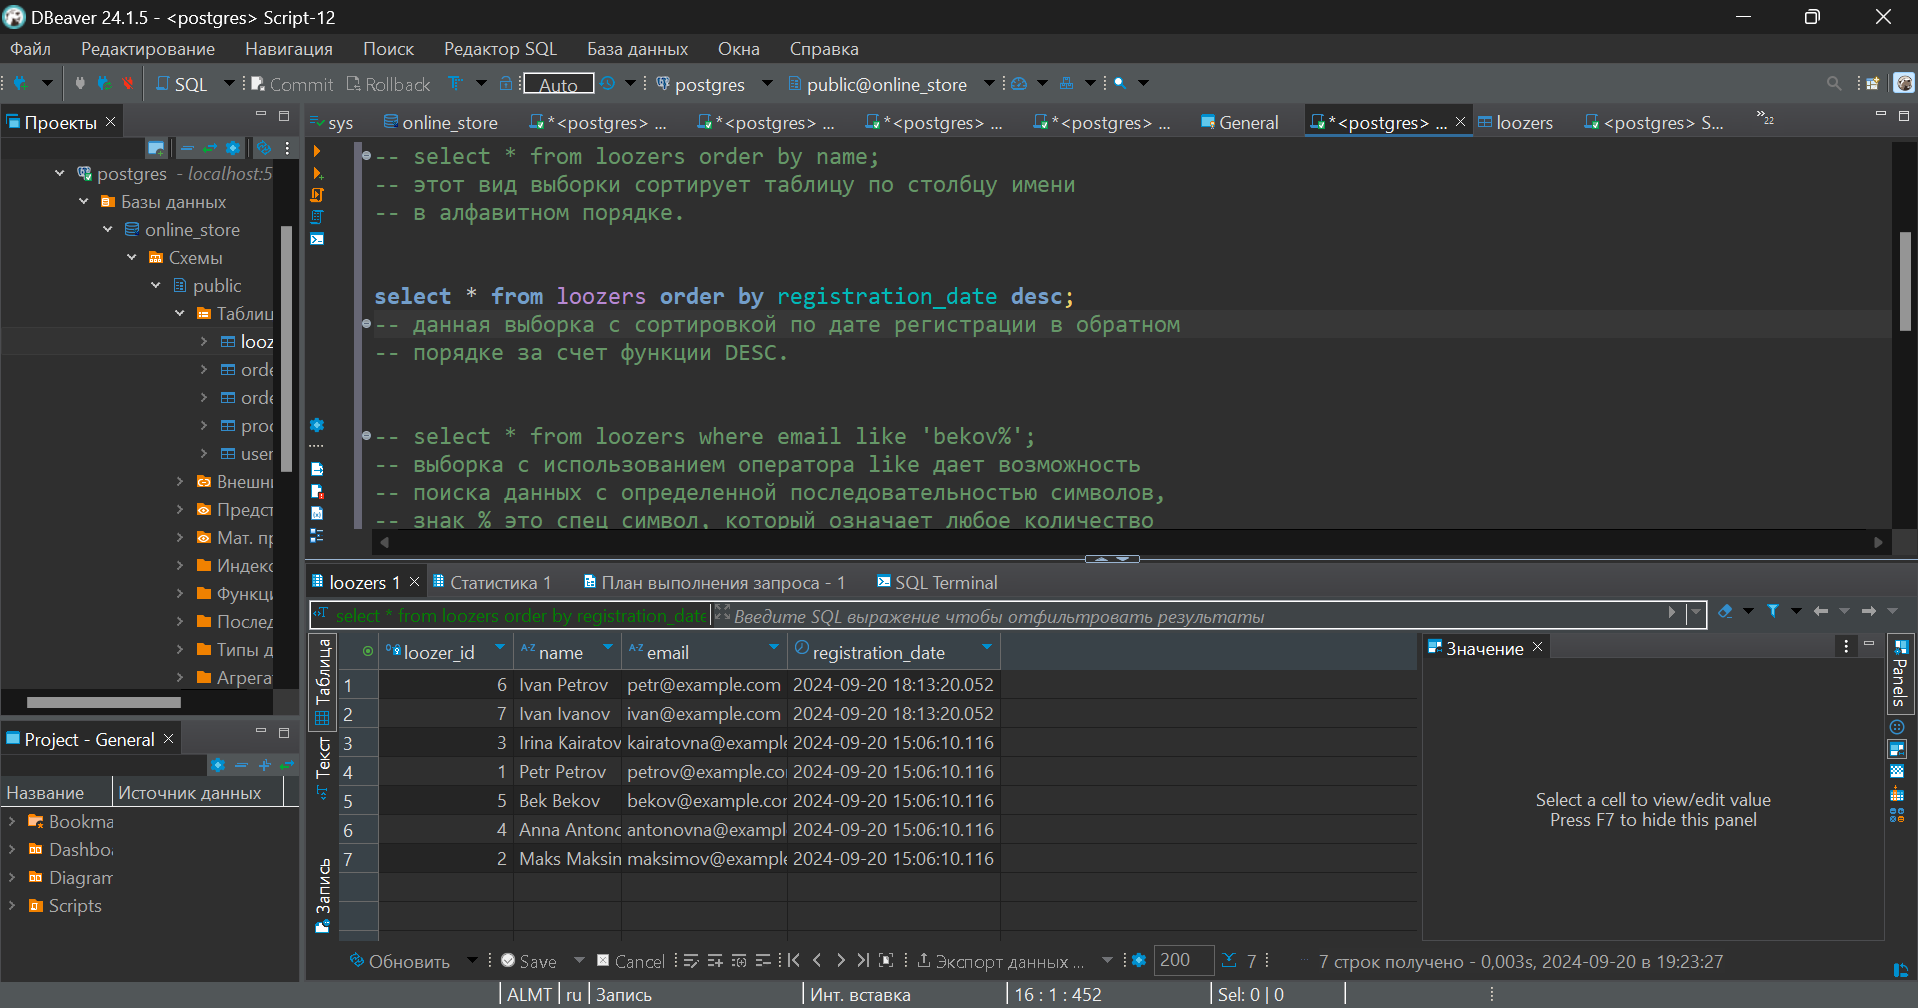 DBeaver 24.1.5 - <postgres> Script-12
Файл Редактирование Навигация Поиск Редактор SQL База данных Окна Справка
SQL Commit Rollback Auto postgres public@online_store
Проекты
sys online_store *<postgres> ... *<postgres> ... *<postgres> ... *<postgres> ... General *<postgres> ... loozers <postgres> S... »22
postgres - localhost:5
Базы данных
online_store
Схемы
public
Таблиц
looz
orde
orde
prod
user
Внешн
Предст
Мат. пр
Индекс
Функци
Послед
Типы д
Агрега
-- select * from loozers order by name;
-- этот вид выборки сортирует таблицу по столбцу имени
-- в алфавитном порядке.
select * from loozers order by registration_date desc;
-- данная выборка с сортировкой по дате регистрации в обратном
-- порядке за счет функции DESC.
-- select * from loozers where email like 'bekov%';
-- выборка с использованием оператора like дает возможность
-- поиска данных с определенной последовательностью символов,
-- знак % это спец символ, который означает любое количество
Project - General
Название Источник данных
Bookma
Dashbo
Diagram
Scripts
loozers 1 Статистика 1 План выполнения запроса - 1 SQL Terminal
select * from loozers order by registration_date Введите SQL выражение чтобы отфильтровать результаты
Таблица
Текст
Запись
loozer_id name email registration_date
1 6 Ivan Petrov petr@example.com 2024-09-20 18:13:20.052
2 7 Ivan Ivanov ivan@example.com 2024-09-20 18:13:20.052
3 3 Irina Kairatov kairatovna@example 2024-09-20 15:06:10.116
4 1 Petr Petrov petrov@example.co 2024-09-20 15:06:10.116
5 5 Bek Bekov bekov@example.cor 2024-09-20 15:06:10.116
6 4 Anna Antonc antonovna@exampl 2024-09-20 15:06:10.116
7 2 Maks Maksin maksimov@example 2024-09-20 15:06:10.116
Значение
Select a cell to view/edit value
Press F7 to hide this panel
Panels
Обновить Save Cancel Экспорт данных ... 200 7 7 строк получено - 0,003s, 2024-09-20 в 19:23:27
ALMT ru Запись Инт. вставка 16 : 1 : 452 Sel: 0 | 0